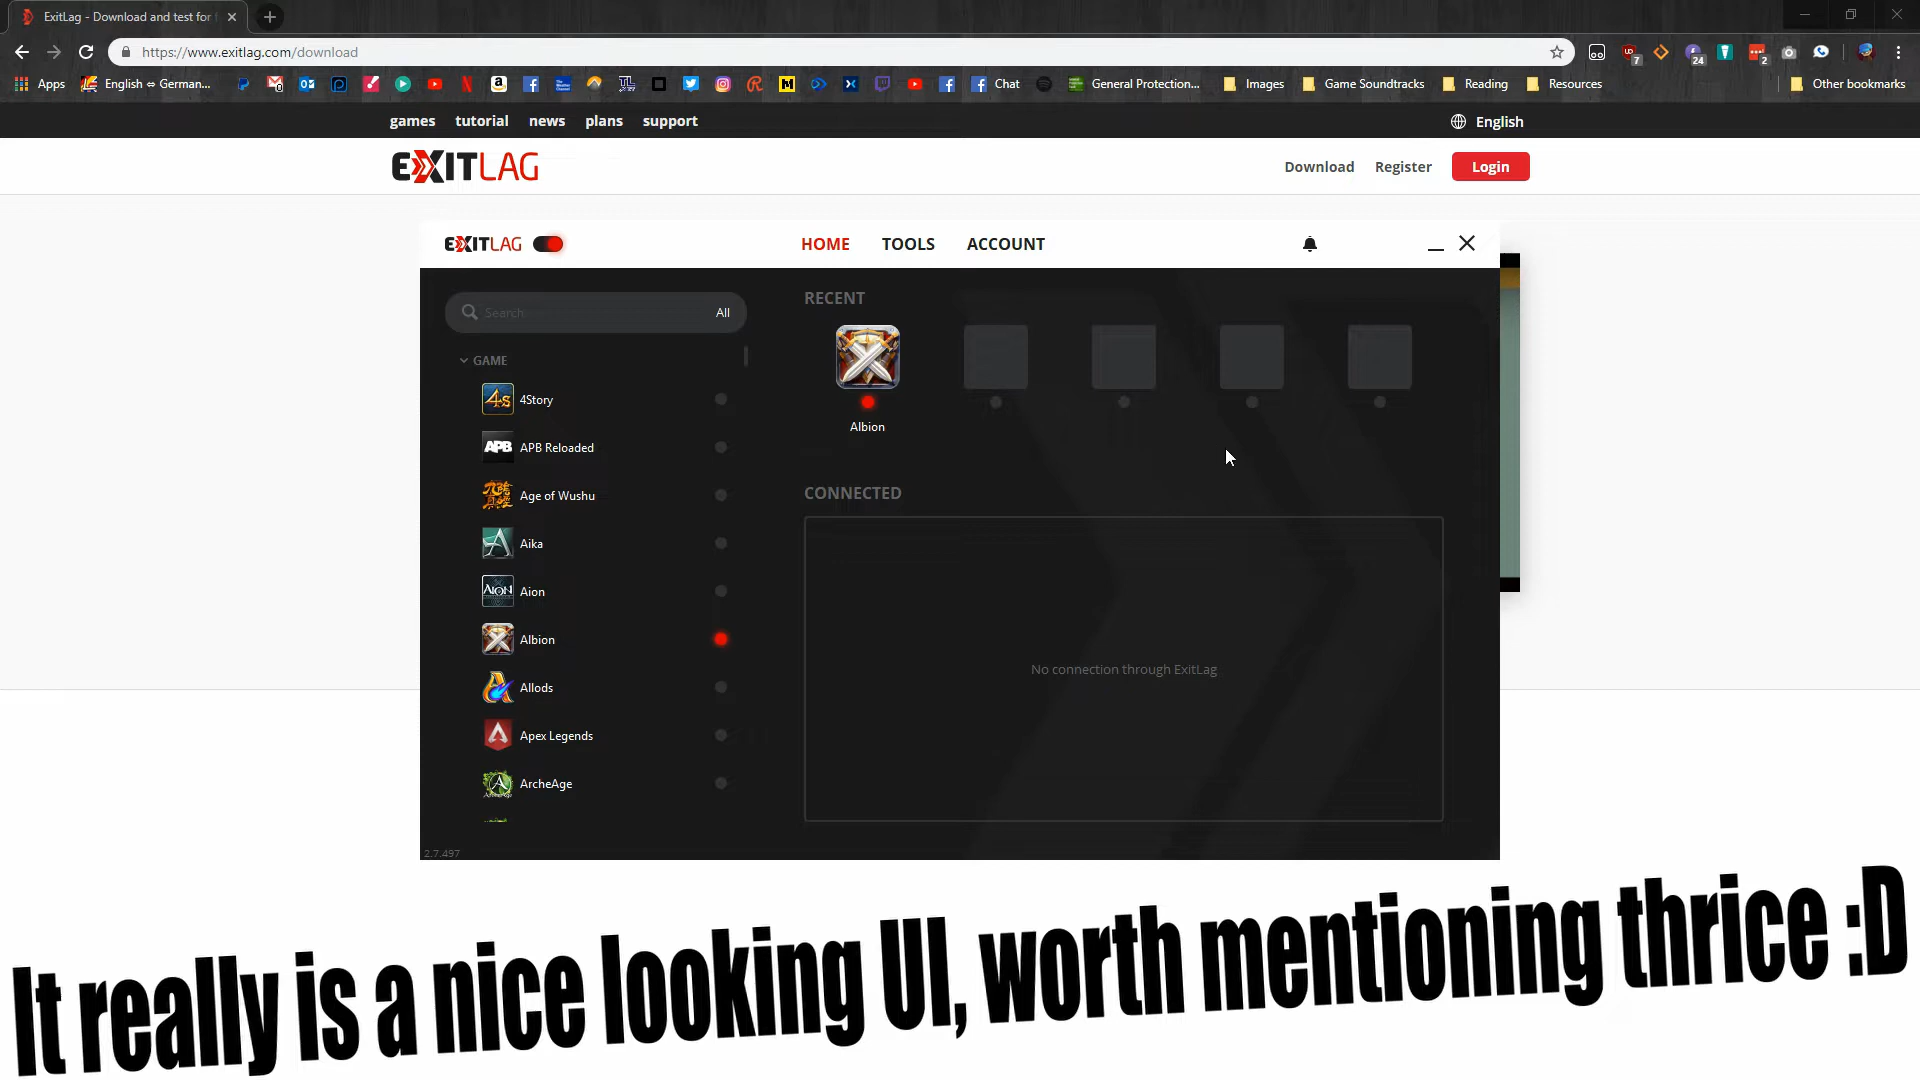 ExitLag - Download and test for
https://www.exitlag.com/download
7
24
2
Apps
English ⇔ German...
Chat
General Protection...
Images
Game Soundtracks
Reading
Resources
Other bookmarks
games tutorial news plans support
English
EXITLAG
Download Register Login
EXITLAG
HOME TOOLS ACCOUNT
Search All
GAME
4Story
APB Reloaded
Age of Wushu
Aika
Aion
Albion
Allods
Apex Legends
ArcheAge
2.7.497
RECENT
Albion
CONNECTED
No connection through ExitLag
It really is a nice looking UI, worth mentioning thrice :D